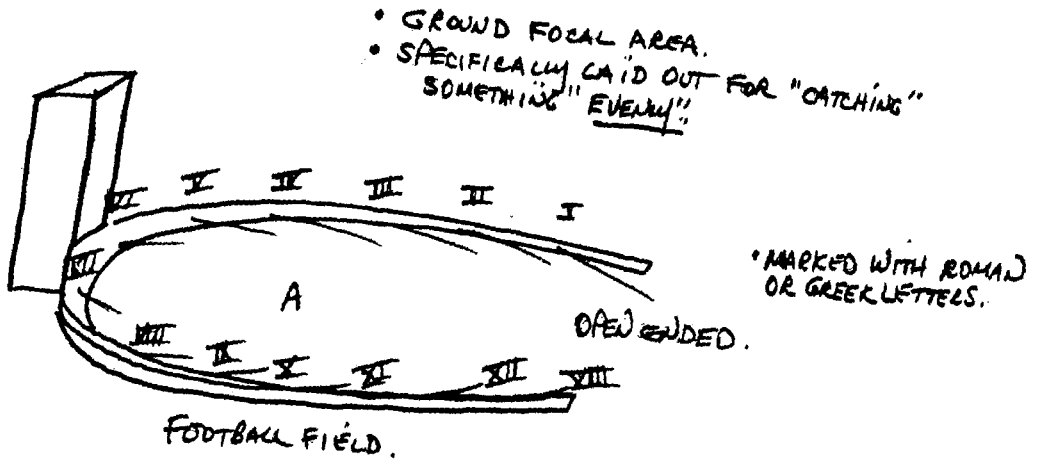 • GROUND FOCAL AREA.
• SPECIFICALLY LAID OUT FOR "CATCHING"
SOMETHING" EVENLY".
VI V IV III II I
VII
• MARKED WITH ROMAN
OR GREEK LETTERS.
A
OPEN ENDED.
VIII IX X XI XII XIII
FOOTBALL FIELD.